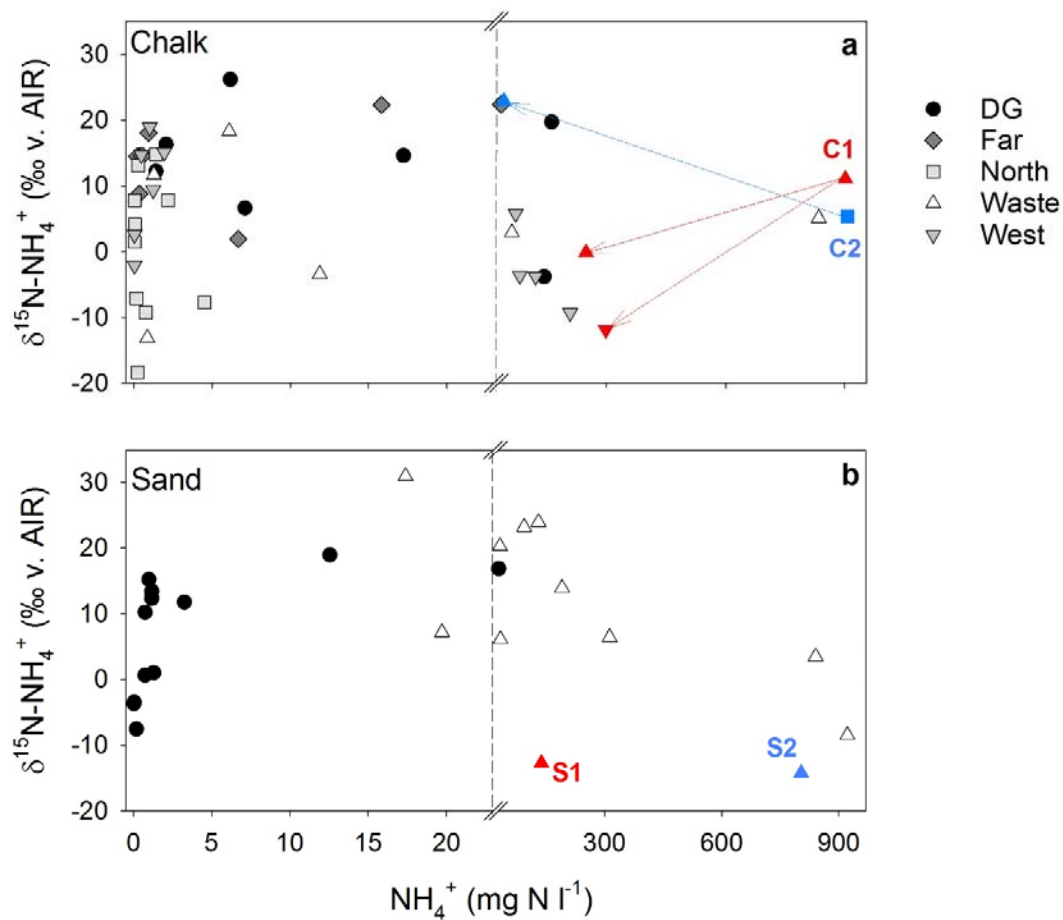 Chalk
a
30
20
10
0
-10
-20
δ¹⁵N-NH₄⁺ (‰ v. AIR)
C1
C2
DG
Far
North
Waste
West
Sand
b
30
20
10
0
-10
-20
δ¹⁵N-NH₄⁺ (‰ v. AIR)
S1
S2
0 5 10 15 20 300 600 900
NH₄⁺ (mg N l⁻¹)